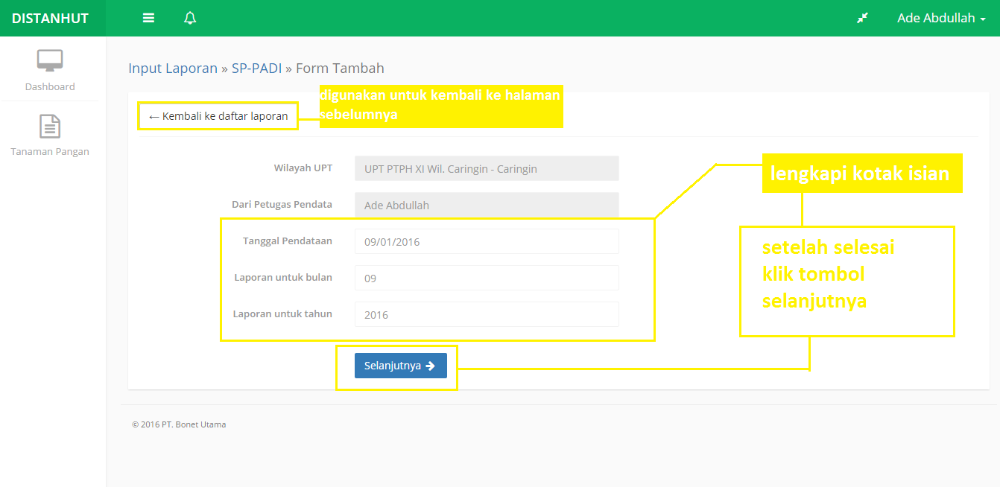 DISTANHUT
Ade Abdullah
Dashboard
Tanaman Pangan
Input Laporan » SP-PADI » Form Tambah
← Kembali ke daftar laporan
digunakan untuk kembali ke halaman
sebelumnya
Wilayah UPT
UPT PTPH XI Wil. Caringin - Caringin
Dari Petugas Pendata
Ade Abdullah
Tanggal Pendataan
09/01/2016
Laporan untuk bulan
09
Laporan untuk tahun
2016
Selanjutnya →
lengkapi kotak isian
setelah selesai
klik tombol
selanjutnya
© 2016 PT. Bonet Utama